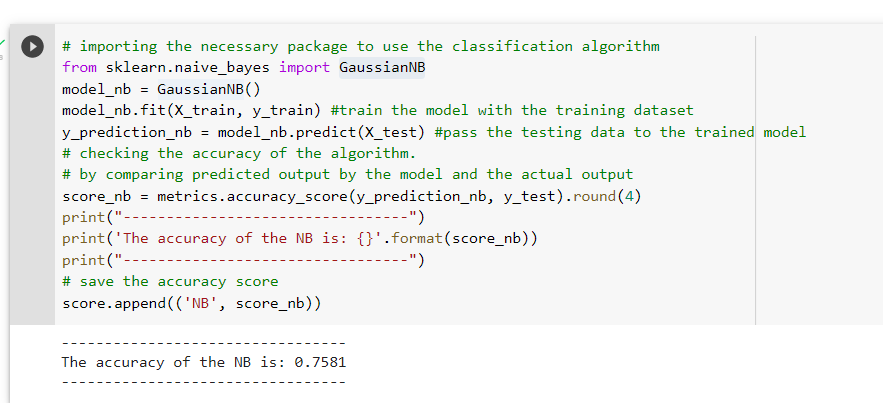 # importing the necessary package to use the classification algorithm
from sklearn.naive_bayes import GaussianNB
model_nb = GaussianNB()
model_nb.fit(X_train, y_train) #train the model with the training dataset
y_prediction_nb = model_nb.predict(X_test) #pass the testing data to the trained model
# checking the accuracy of the algorithm.
# by comparing predicted output by the model and the actual output
score_nb = metrics.accuracy_score(y_prediction_nb, y_test).round(4)
print("---------------------------------")
print('The accuracy of the NB is: {}'.format(score_nb))
print("---------------------------------")
# save the accuracy score
score.append(('NB', score_nb))
---------------------------------
The accuracy of the NB is: 0.7581
---------------------------------